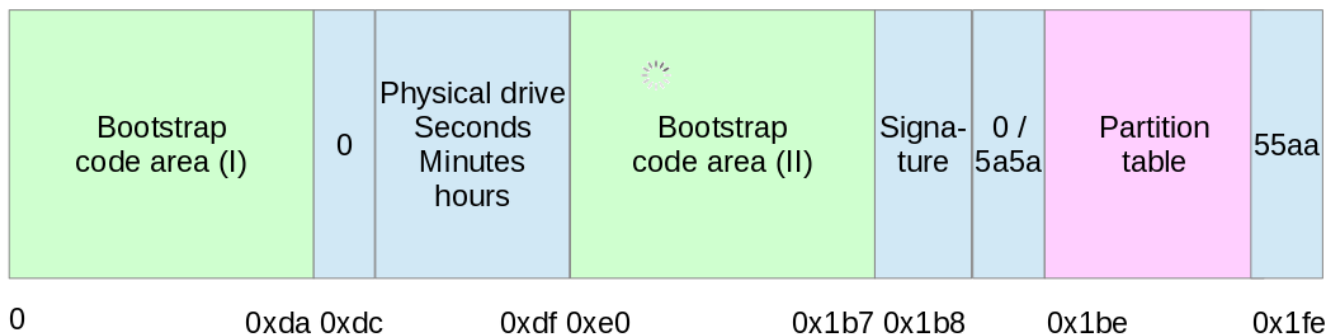 Bootstrap
code area (I)
0
Physical drive
Seconds
Minutes
hours
Bootstrap
code area (II)
Signa-
ture
0 /
5a5a
Partition
table
55aa
0 0xda 0xdc 0xdf 0xe0 0x1b7 0x1b8 0x1be 0x1fe